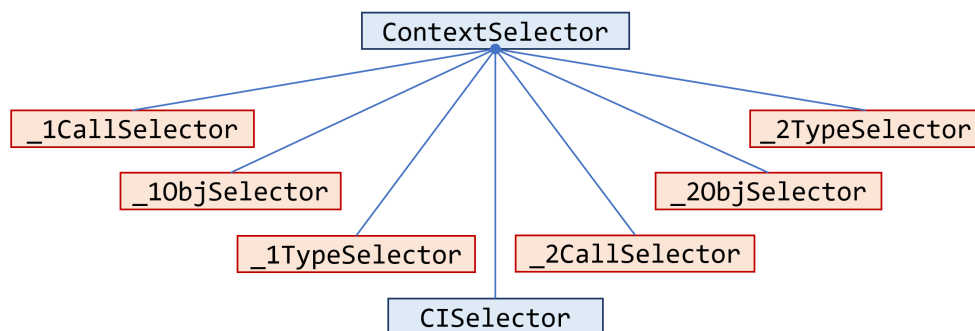 ContextSelector
_1CallSelector
_2TypeSelector
_1ObjSelector
_2ObjSelector
_1TypeSelector
_2CallSelector
CISelector